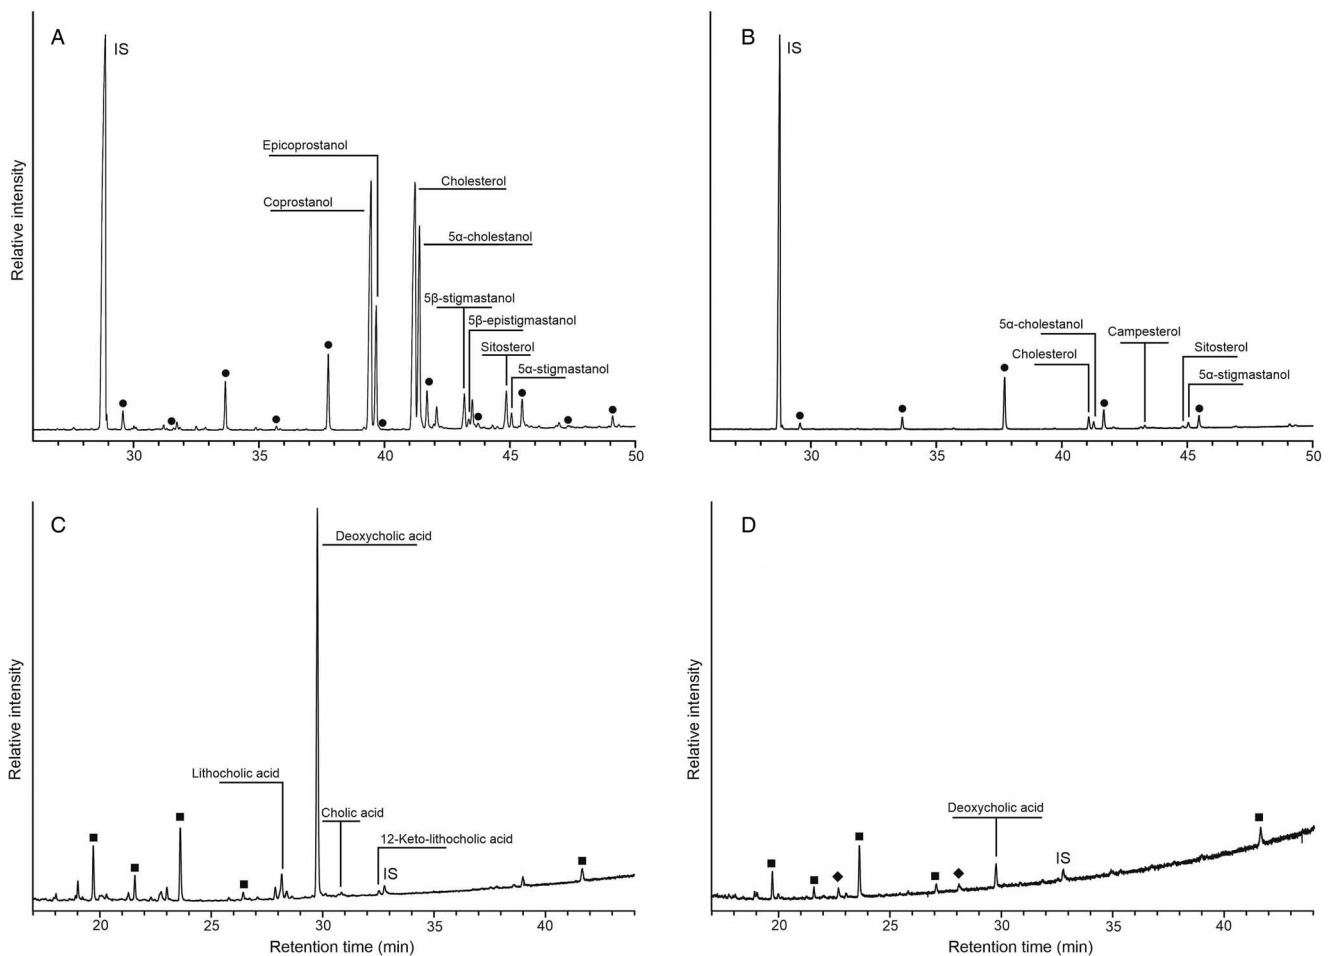 A
IS
Epicoprostanol
Coprostanol
Cholesterol
5α-cholestanol
5β-stigmastanol
5β-epistigmastanol
Sitosterol
5α-stigmastanol
Relative intensity
30 35 40 45 50
B
IS
5α-cholestanol
Cholesterol
Campesterol
Sitosterol
5α-stigmastanol
30 35 40 45 50
C
Deoxycholic acid
Lithocholic acid
Cholic acid
12-Keto-lithocholic acid
IS
Relative intensity
20 25 30 35 40
Retention time (min)
D
Deoxycholic acid
IS
Relative intensity
20 25 30 35 40
Retention time (min)